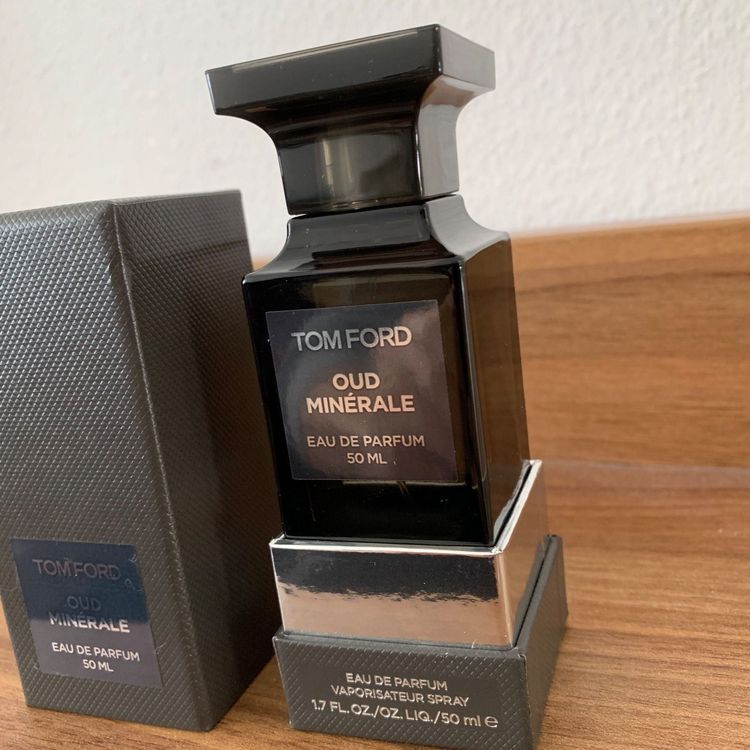 TOM FORD
OUD
MINÉRALE
EAU DE PARFUM
50 ML
TOM FORD
OUD
MINÉRALE
EAU DE PARFUM
50 ML
EAU DE PARFUM
VAPORISATEUR SPRAY
1.7 FL.OZ./OZ. LIQ./50 ml ℮